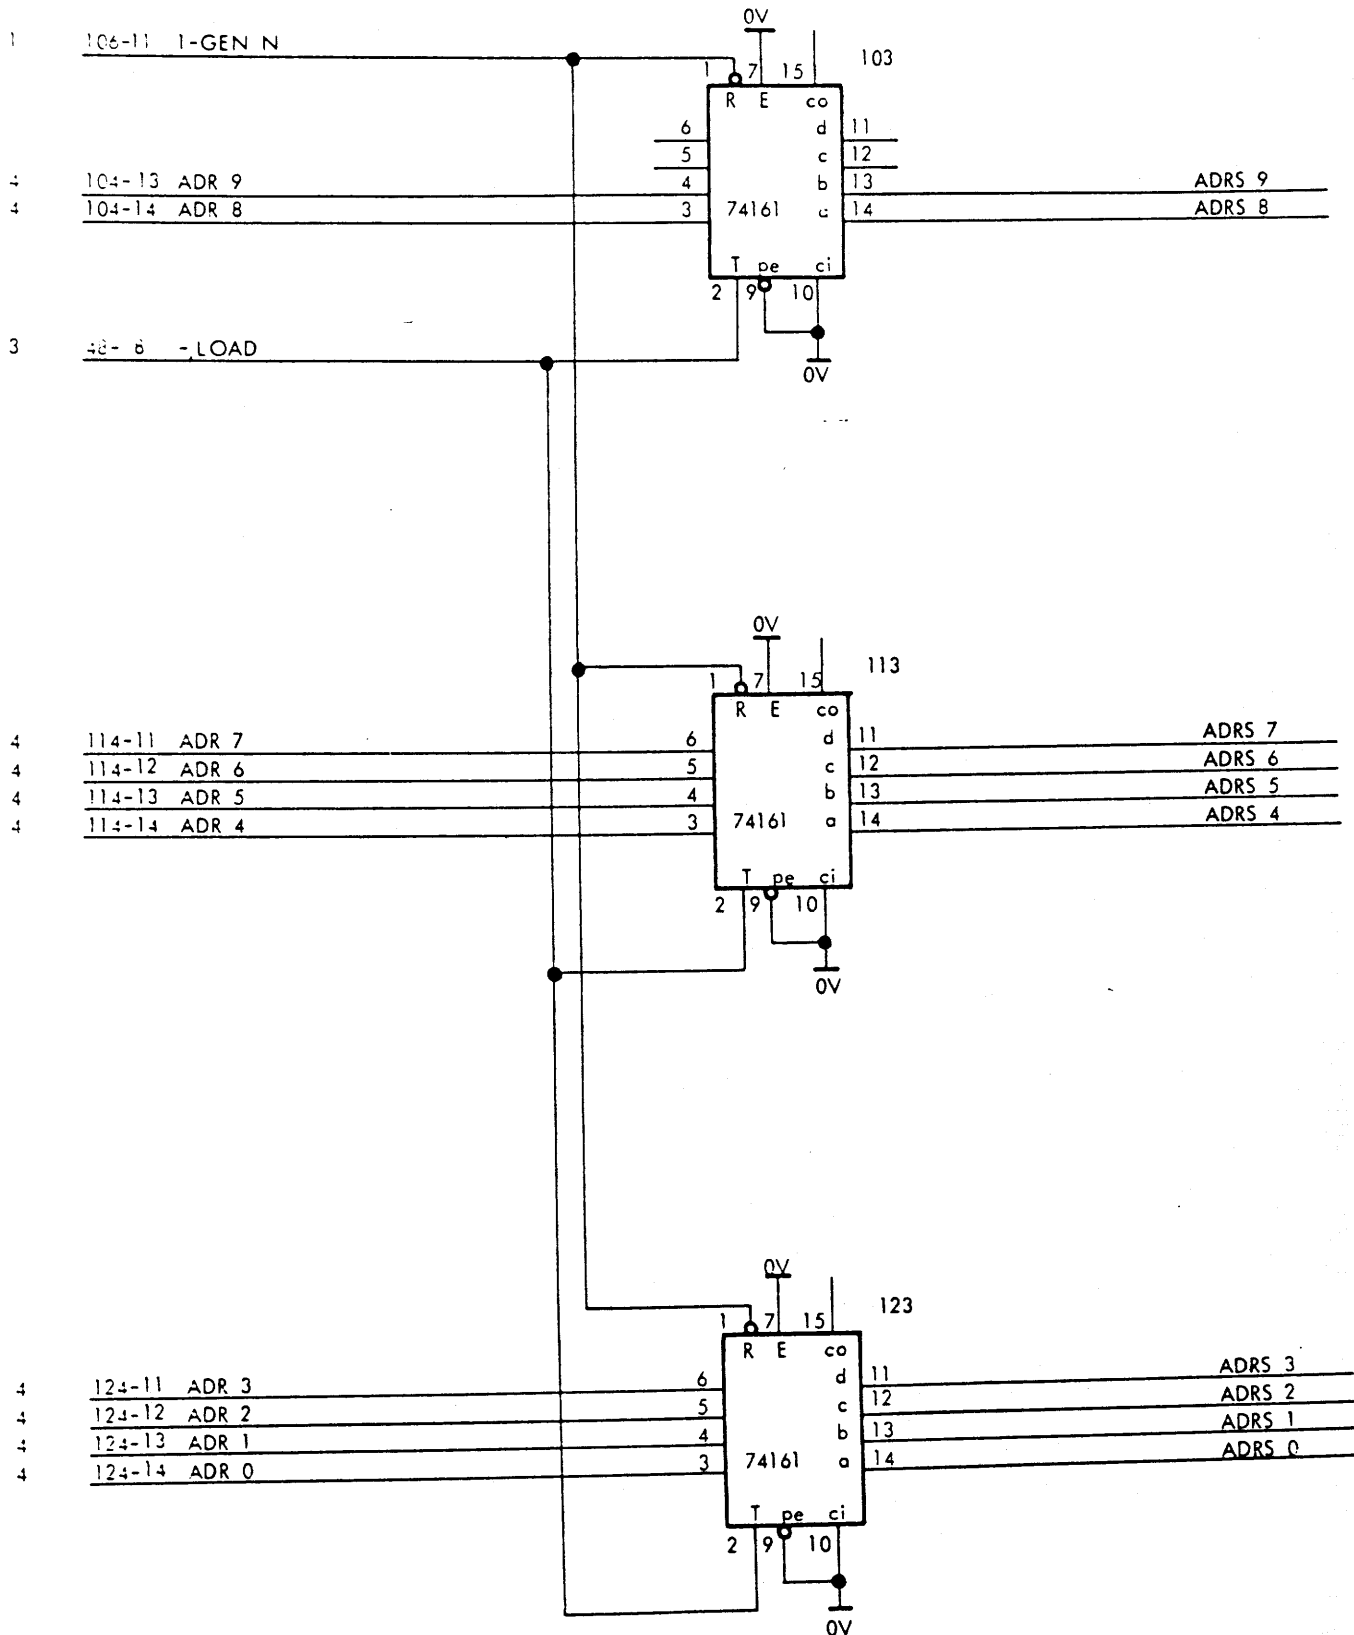 0V
1 106-11 1-GEN N
1 7 15 103
R E co
6 d 11
5 c 12
4 104-13 ADR 9 4 b 13 ADRS 9
4 104-14 ADR 8 3 74161 a 14 ADRS 8
T pe ci
2 9 10
3 48- 8 -,LOAD
0V
0V
1 7 15 113
R E co
4 114-11 ADR 7 6 d 11 ADRS 7
4 114-12 ADR 6 5 c 12 ADRS 6
4 114-13 ADR 5 4 b 13 ADRS 5
4 114-14 ADR 4 3 74161 a 14 ADRS 4
T pe ci
2 9 10
0V
0V
1 7 15 123
R E co
4 124-11 ADR 3 6 d 11 ADRS 3
4 124-12 ADR 2 5 c 12 ADRS 2
4 124-13 ADR 1 4 b 13 ADRS 1
4 124-14 ADR 0 3 74161 a 14 ADRS 0
T pe ci
2 9 10
0V